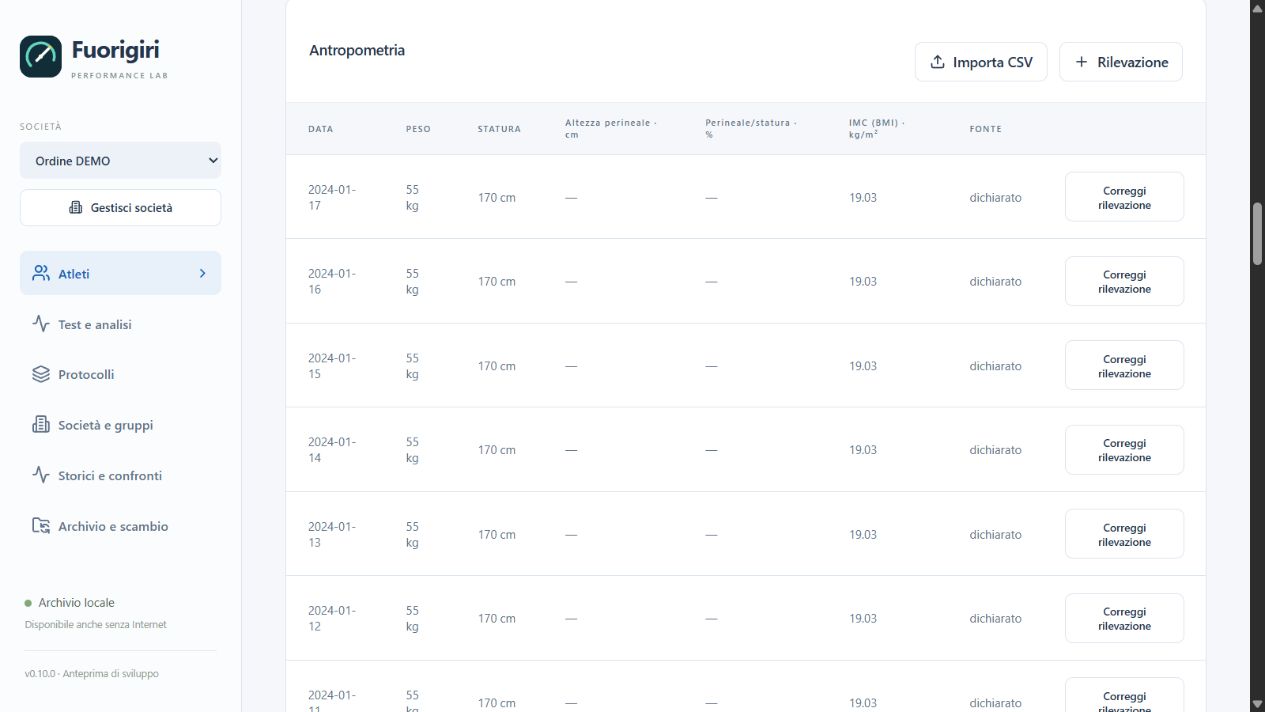 Fuorigiri
PERFORMANCE LAB
SOCIETÀ
Ordine DEMO
Gestisci società
Atleti
Test e analisi
Protocolli
Società e gruppi
Storici e confronti
Archivio e scambio
Archivio locale
Disponibile anche senza Internet
v0.10.0 · Anteprima di sviluppo
Antropometria
Importa CSV
+ Rilevazione
DATA
PESO
STATURA
Altezza perineale ·
cm
Perineale/statura ·
%
IMC (BMI) ·
kg/m²
FONTE
2024-01-
17
55
kg
170 cm
—
—
19.03
dichiarato
Correggi
rilevazione
2024-01-
16
55
kg
170 cm
—
—
19.03
dichiarato
Correggi
rilevazione
2024-01-
15
55
kg
170 cm
—
—
19.03
dichiarato
Correggi
rilevazione
2024-01-
14
55
kg
170 cm
—
—
19.03
dichiarato
Correggi
rilevazione
2024-01-
13
55
kg
170 cm
—
—
19.03
dichiarato
Correggi
rilevazione
2024-01-
12
55
kg
170 cm
—
—
19.03
dichiarato
Correggi
rilevazione
2024-01-
11
55
kg
170 cm
—
—
19.03
dichiarato
Correggi
rilevazione